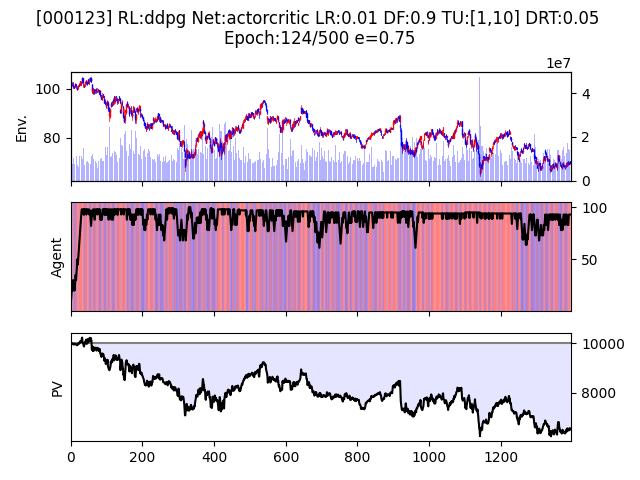 [000123] RL:ddpg Net:actorcritic LR:0.01 DF:0.9 TU:[1,10] DRT:0.05
Epoch:124/500 e=0.75
1e7
Env.
100
80
4
2
0
Agent
100
50
PV
10000
8000
0 200 400 600 800 1000 1200